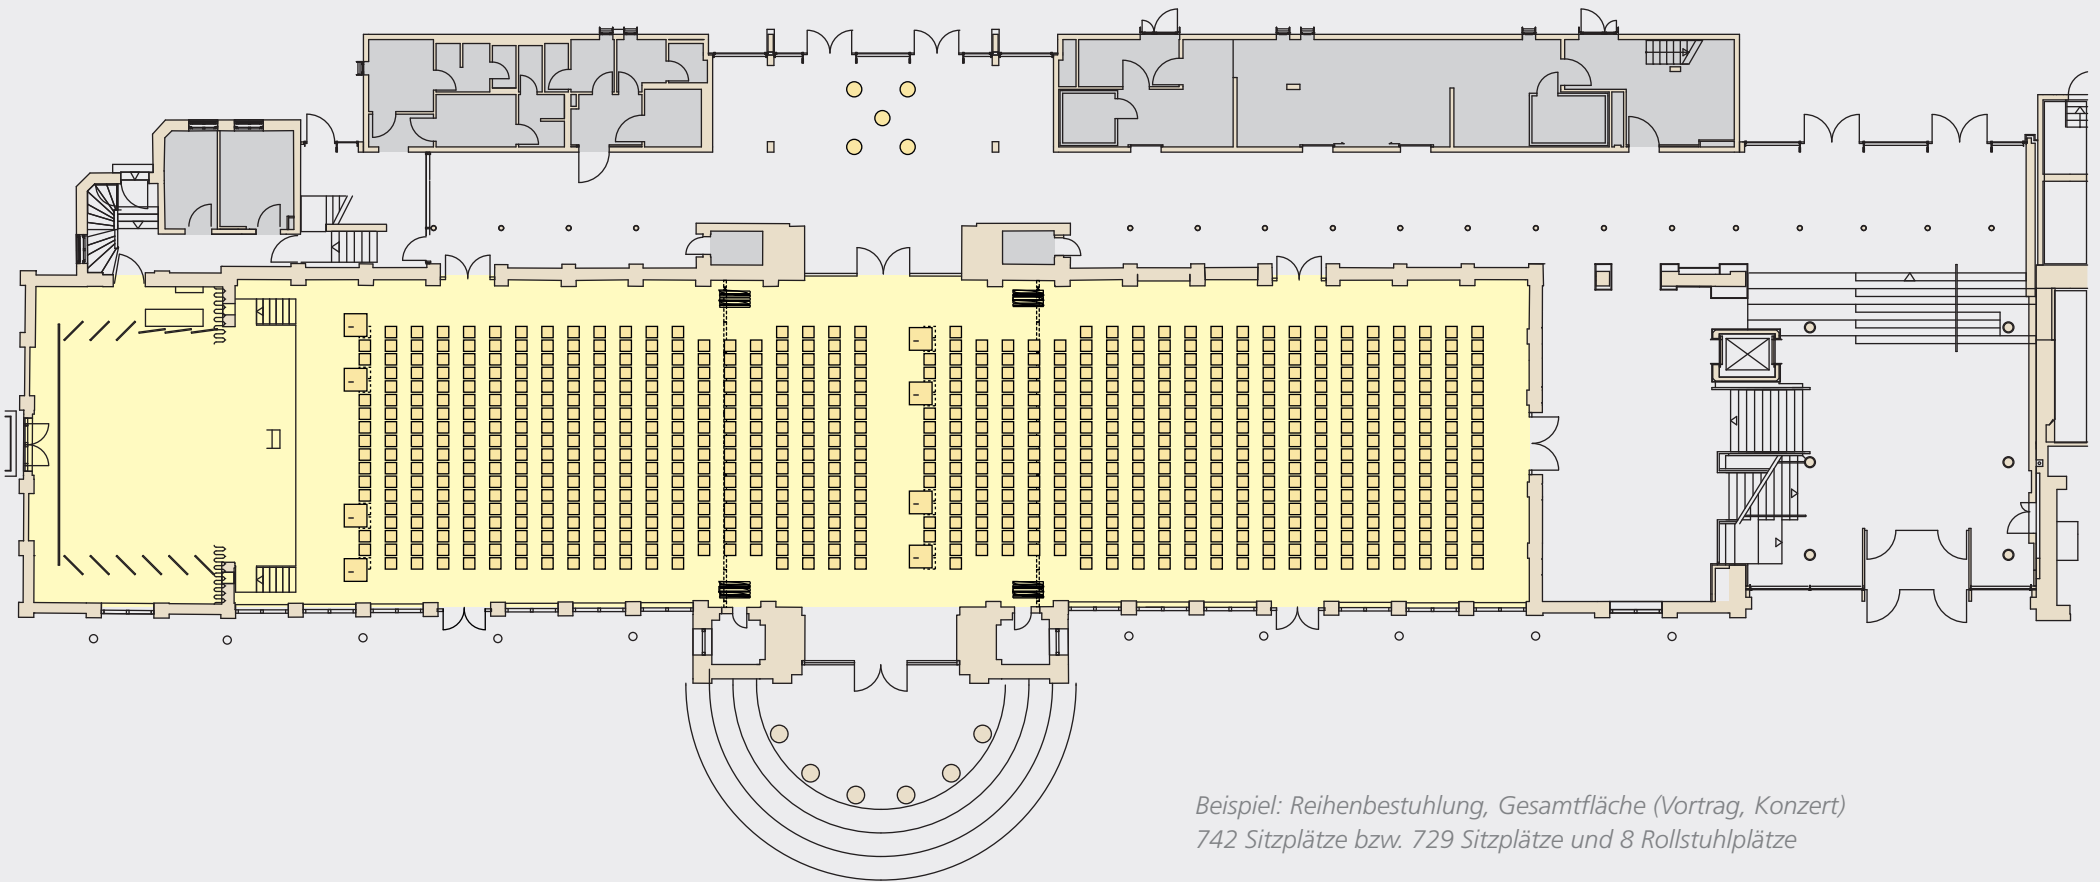 Beispiel: Reihenbestuhlung, Gesamtfläche (Vortrag, Konzert)
742 Sitzplätze bzw. 729 Sitzplätze und 8 Rollstuhlplätze